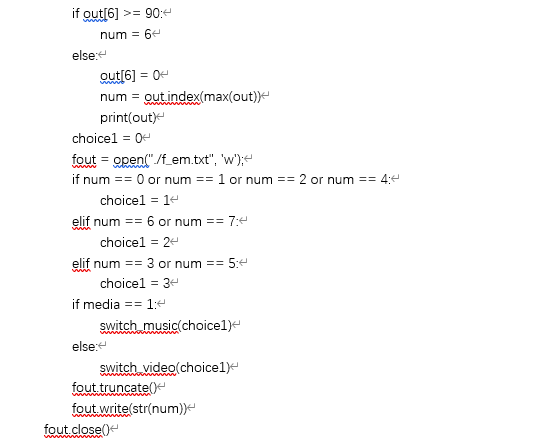 if out[6] >= 90:↵
num = 6↵
else:↵
out[6] = 0↵
num = out.index(max(out))↵
print(out)↵
choice1 = 0↵
fout = open("./f_em.txt", 'w');↵
if num == 0 or num == 1 or num == 2 or num == 4:↵
choice1 = 1↵
elif num == 6 or num == 7:↵
choice1 = 2↵
elif num == 3 or num == 5:↵
choice1 = 3↵
if media == 1:↵
switch_music(choice1)↵
else:↵
switch_video(choice1)↵
fout.truncate()↵
fout.write(str(num))↵
fout.close()↵